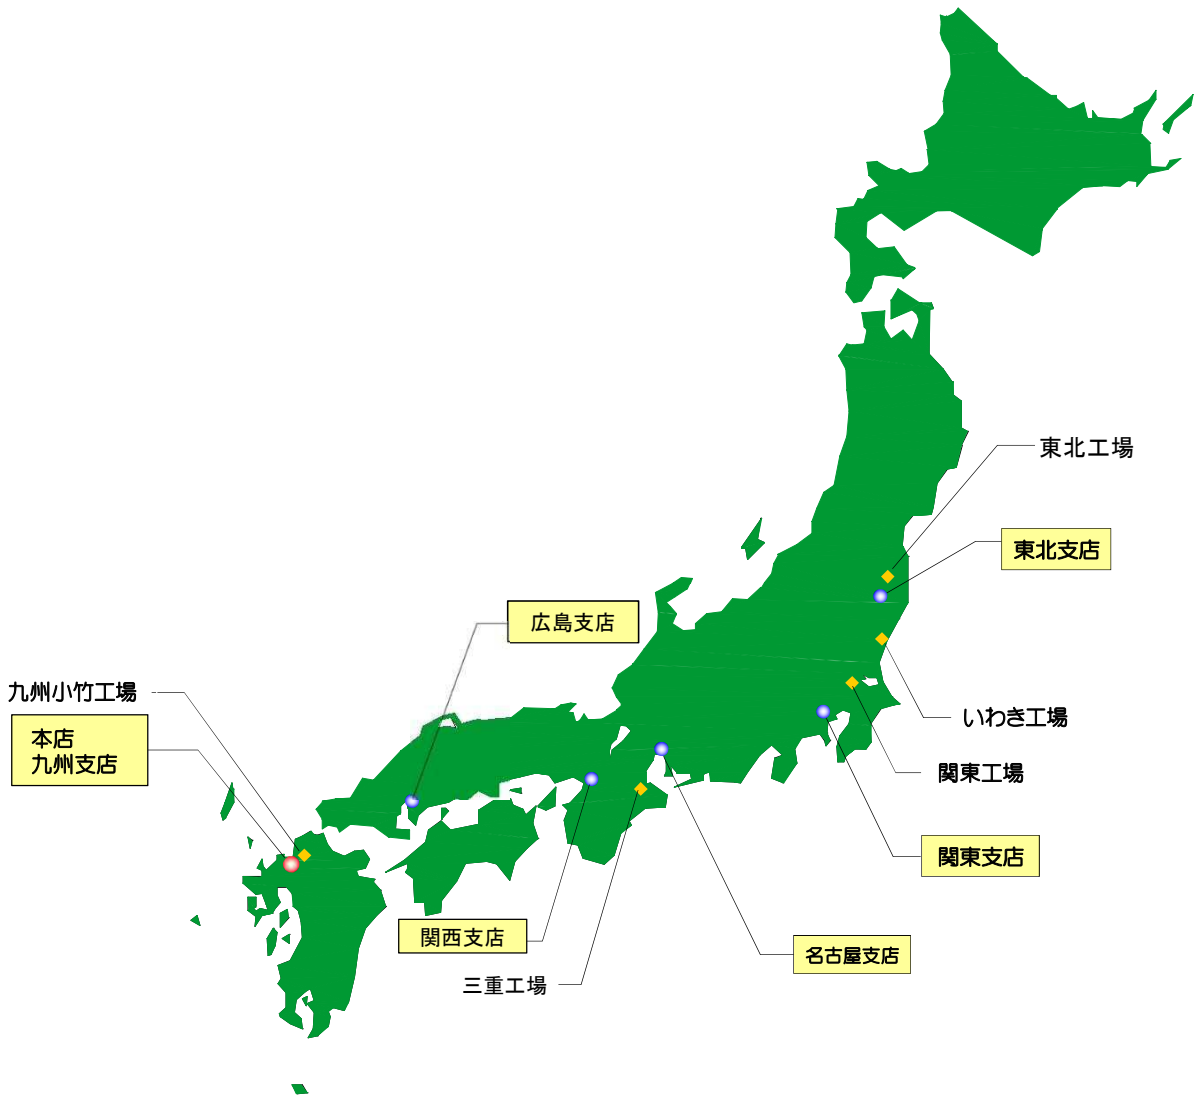 東北工場
東北支店
広島支店
九州小竹工場
本店
九州支店
いわき工場
関東工場
関東支店
関西支店
名古屋支店
三重工場